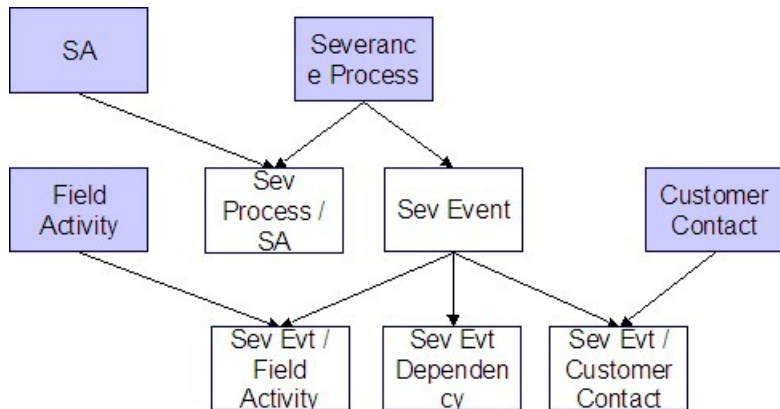 SA
Severanc
e Process
Field
Activity
Sev
Process /
SA
Sev Event
Customer
Contact
Sev Evt /
Field
Activity
Sev Evt
Dependen
cy
Sev Evt /
Customer
Contact